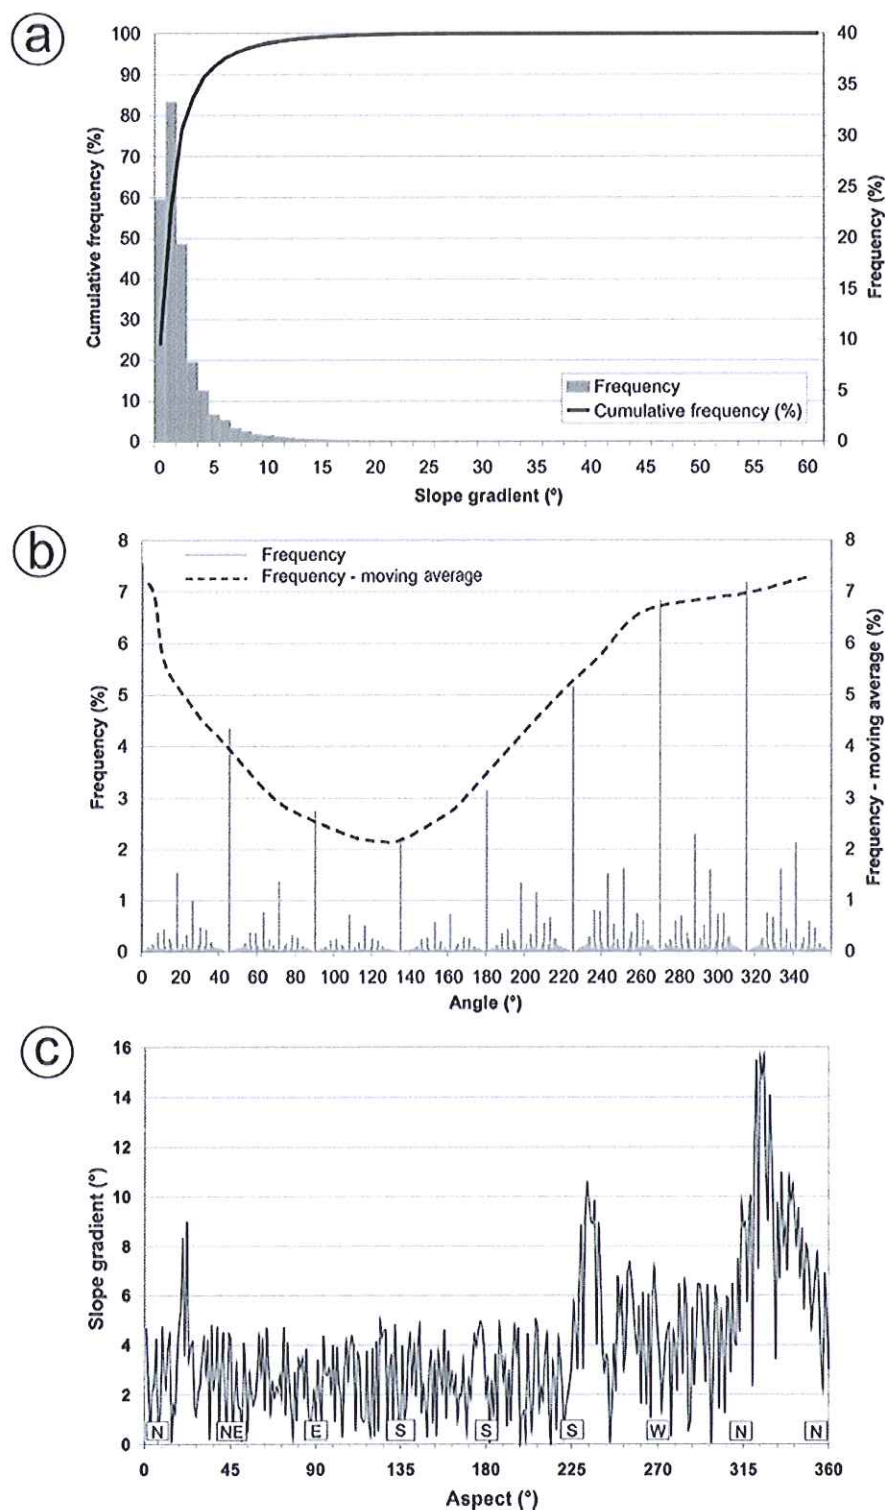 a
100
90
80
70
60
50
40
30
20
10
0
Cumulative frequency (%)
40
35
30
25
20
15
10
5
0
Frequency (%)
Frequency
Cumulative frequency (%)
0 5 10 15 20 25 30 35 40 45 50 55 60
Slope gradient (°)
b
8
7
6
5
4
3
2
1
0
Frequency (%)
Frequency
Frequency - moving average
8
7
6
5
4
3
2
1
0
Frequency - moving average (%)
0 20 40 60 80 100 120 140 160 180 200 220 240 260 280 300 320 340
Angle (°)
c
16
14
12
10
8
6
4
2
0
Slope gradient (°)
N NE E S S S W N N
0 45 90 135 180 225 270 315 360
Aspect (°)